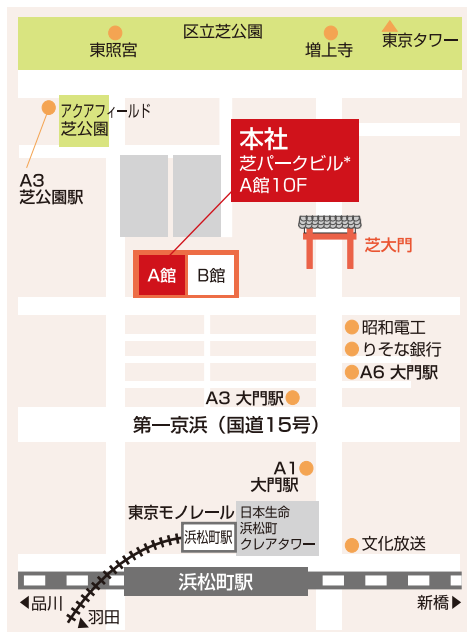 区立芝公園
東照宮
増上寺
東京タワー
アクアフィールド
芝公園
本社
芝パークビル*
A館10F
A3
芝公園駅
芝大門
A館
B館
昭和電工
りそな銀行
A6 大門駅
A3 大門駅
第一京浜（国道15号）
A1
大門駅
東京モノレール
日本生命
浜松町
クレアタワー
浜松町駅
文化放送
浜松町駅
品川
新橋
羽田